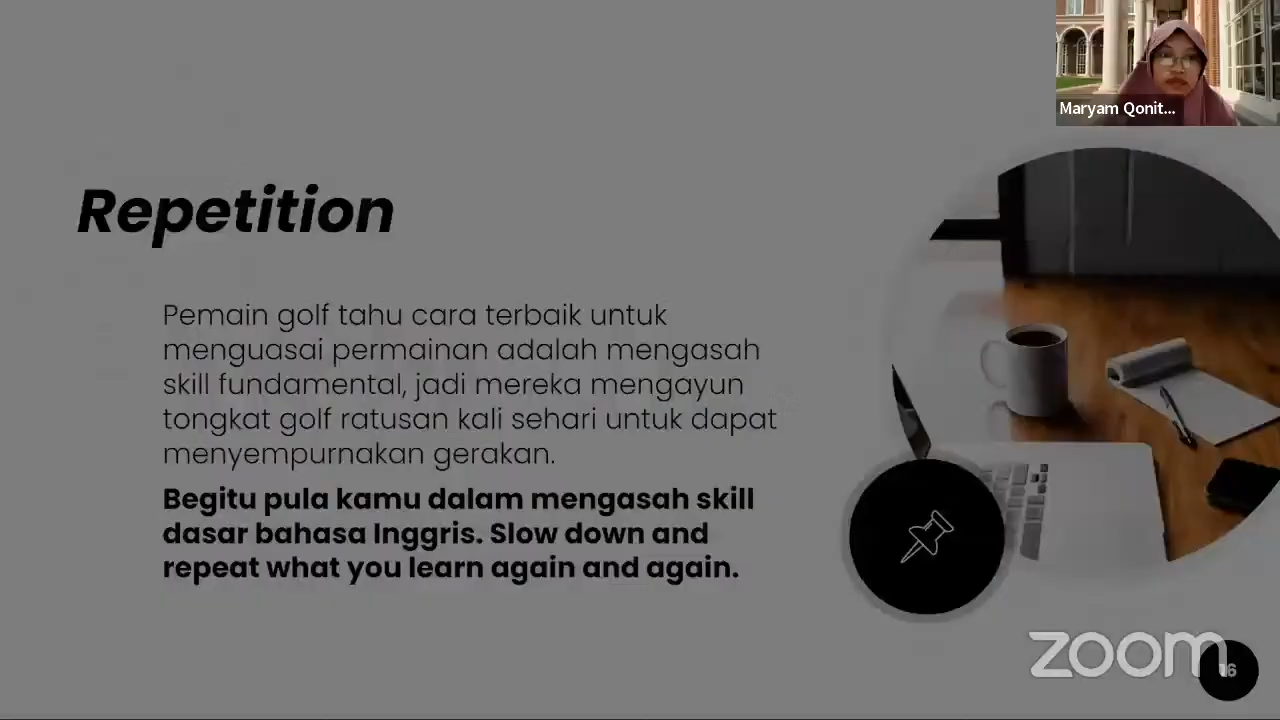 Maryam Qonit...
Repetition
Pemain golf tahu cara terbaik untuk
menguasai permainan adalah mengasah
skill fundamental, jadi mereka mengayun
tongkat golf ratusan kali sehari untuk dapat
menyempurnakan gerakan.
Begitu pula kamu dalam mengasah skill
dasar bahasa Inggris. Slow down and
repeat what you learn again and again.
zoom
16